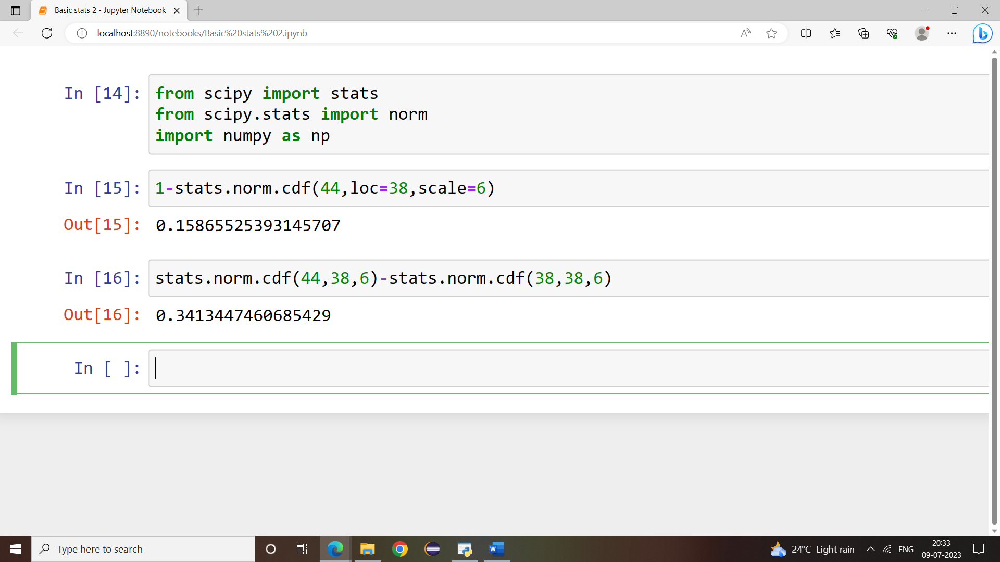 Basic stats 2 - Jupyter Notebook
localhost:8890/notebooks/Basic%20stats%202.ipynb
In [14]: from scipy import stats
from scipy.stats import norm
import numpy as np
In [15]: 1-stats.norm.cdf(44,loc=38,scale=6)
Out[15]: 0.15865525393145707
In [16]: stats.norm.cdf(44,38,6)-stats.norm.cdf(38,38,6)
Out[16]: 0.3413447460685429
In [ ]:
Type here to search
24°C Light rain
ENG
20:33
09-07-2023